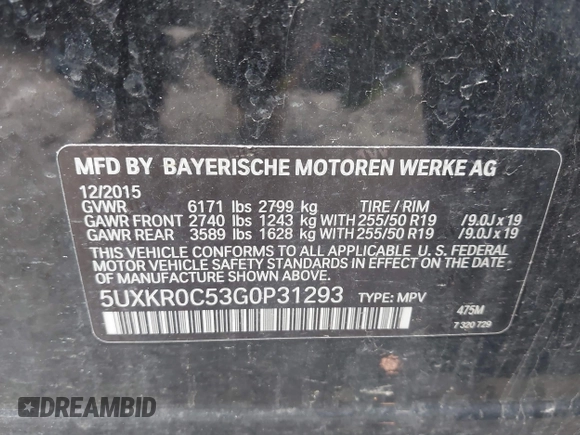 MFD BY BAYERISCHE MOTOREN WERKE AG
12/2015
GVWR 6171 lbs 2799 kg TIRE / RIM
GAWR FRONT 2740 lbs 1243 kg WITH 255/50 R19 /9.0J x 19
GAWR REAR 3589 lbs 1628 kg WITH 255/50 R19 /9.0J x 19
THIS VEHICLE CONFORMS TO ALL APPLICABLE U. S. FEDERAL
MOTOR VEHICLE SAFETY STANDARDS IN EFFECT ON THE DATE
OF MANUFACTURE SHOWN ABOVE.
5UXKR0C53G0P31293 TYPE: MPV
475M
7 320 729
DREAMBID